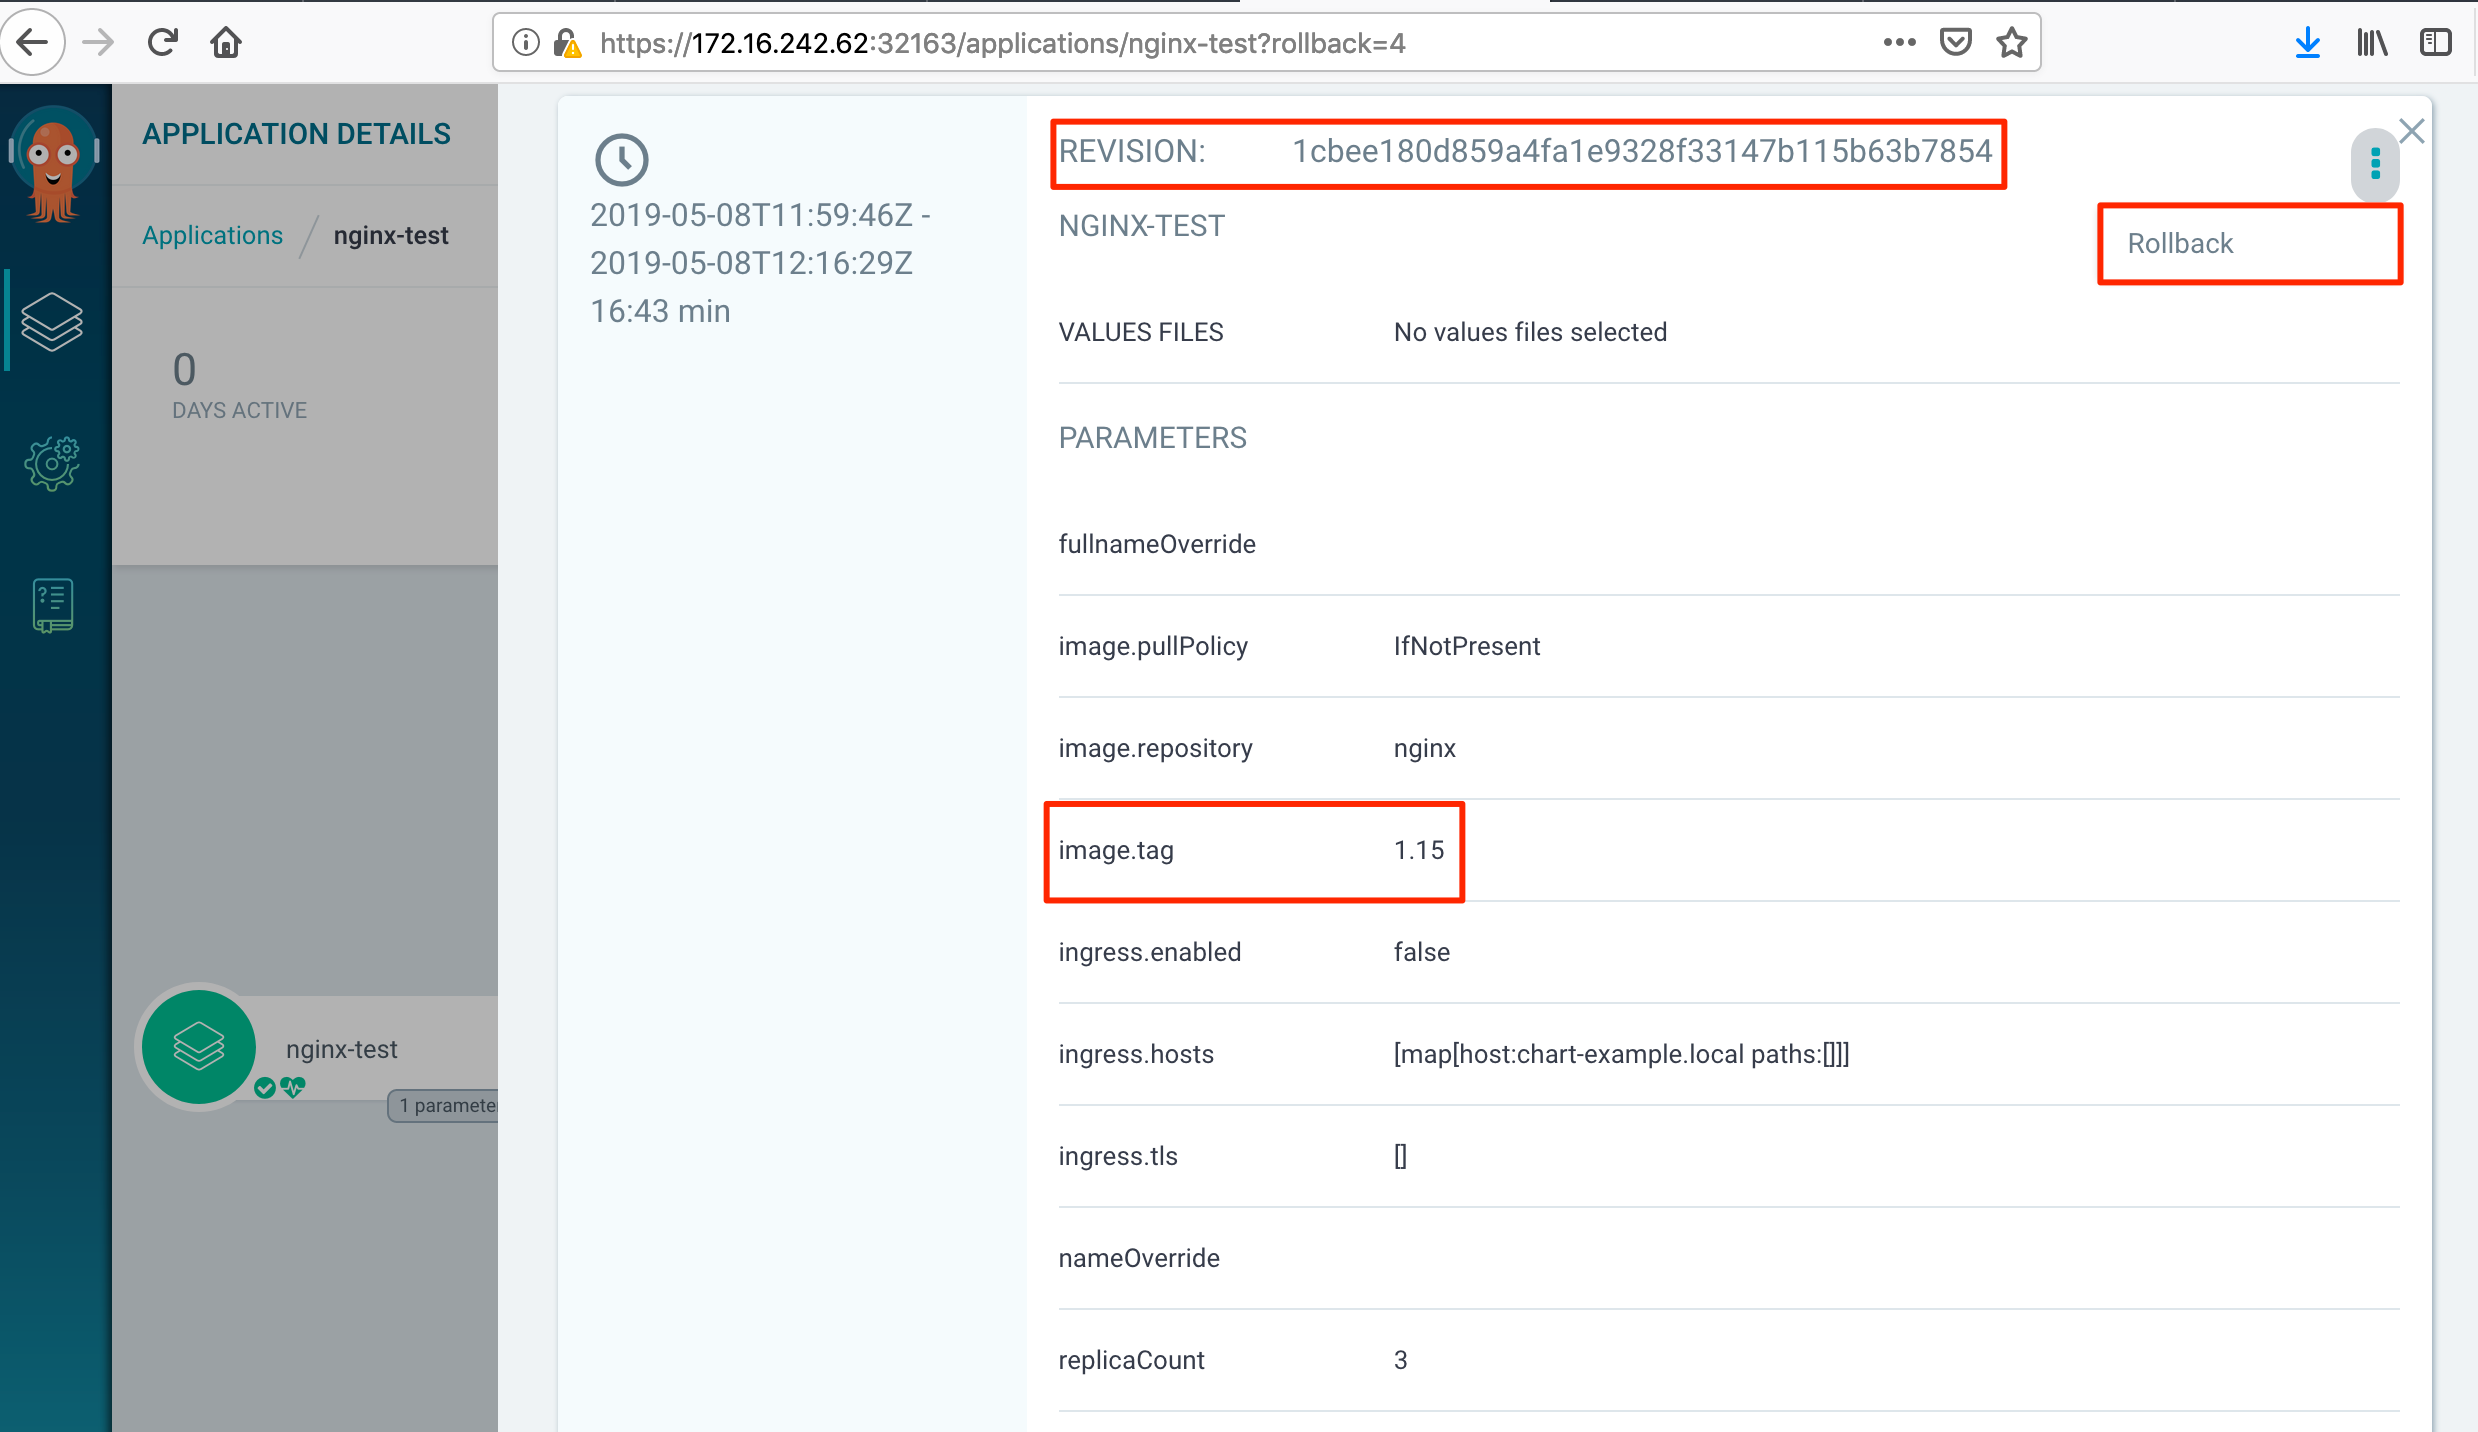 https://172.16.242.62:32163/applications/nginx-test?rollback=4
APPLICATION DETAILS
Applications / nginx-test
0
DAYS ACTIVE
nginx-test
1 paramete
2019-05-08T11:59:46Z -
2019-05-08T12:16:29Z
16:43 min
REVISION: 1cbee180d859a4fa1e9328f33147b115b63b7854
Rollback
NGINX-TEST
VALUES FILES No values files selected
PARAMETERS
fullnameOverride
image.pullPolicy IfNotPresent
image.repository nginx
image.tag 1.15
ingress.enabled false
ingress.hosts [map[host:chart-example.local paths:[]]]
ingress.tls []
nameOverride
replicaCount 3